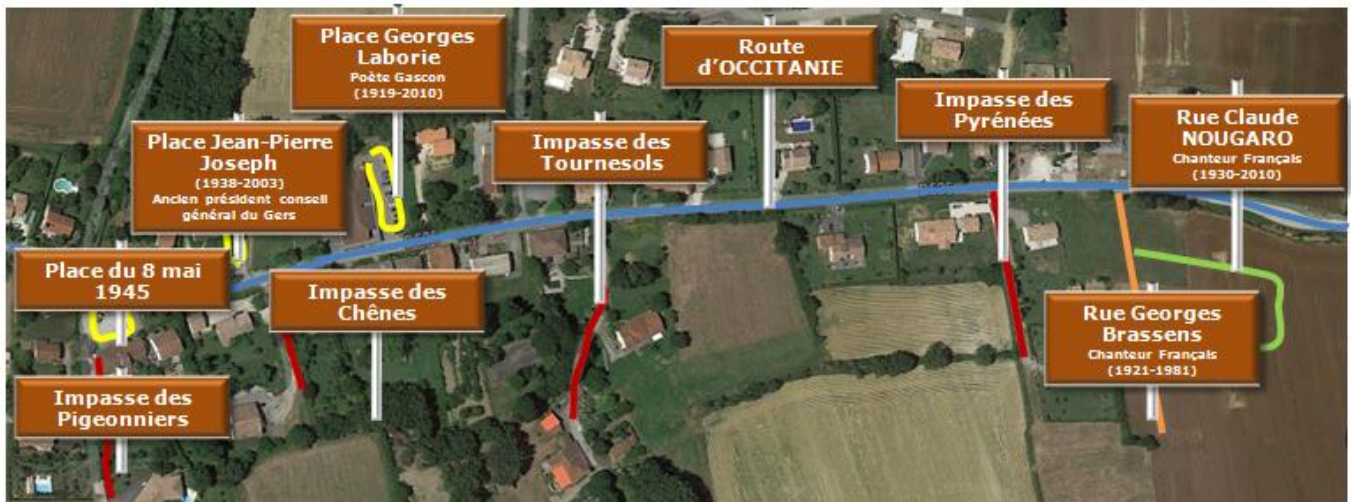 Place Georges
Laborie
Poète Gascon
(1919-2010)
Route
d'OCCITANIE
Impasse des
Pyrénées
Rue Claude
NOUGARO
Chanteur Français
(1930-2010)
Place Jean-Pierre
Joseph
(1938-2003)
Ancien président conseil
général du Gers
Impasse des
Tournesols
Place du 8 mai
1945
Impasse des
Chênes
Rue Georges
Brassens
Chanteur Français
(1921-1981)
Impasse des
Pigeonniers